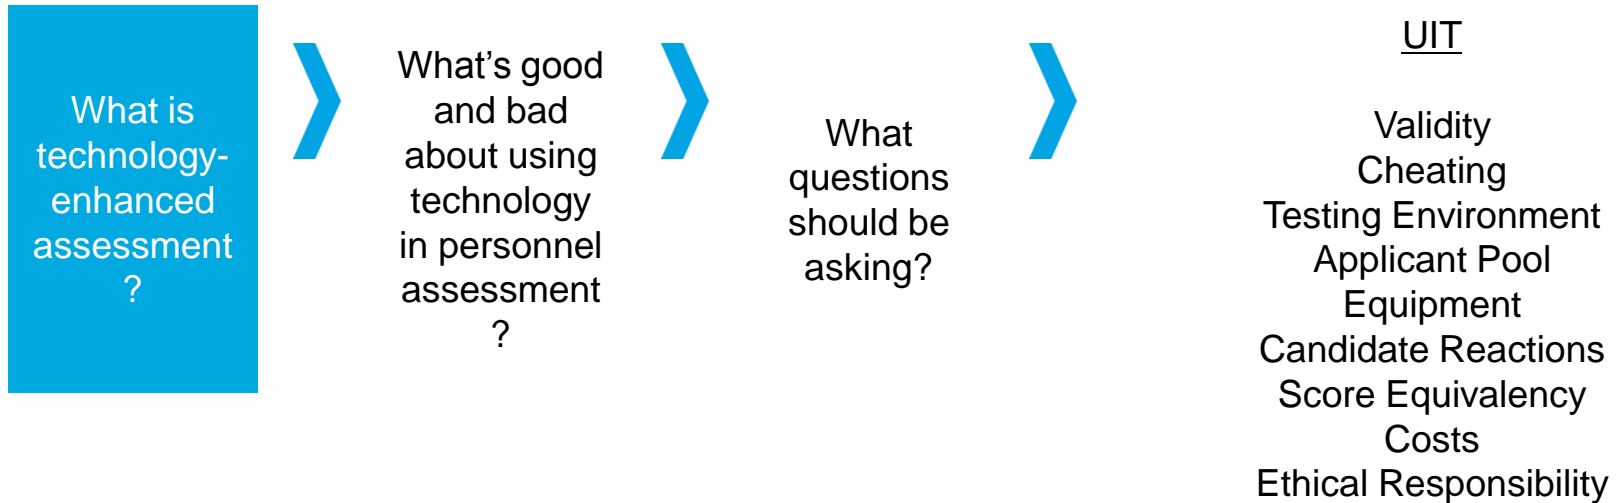 What is
technology-
enhanced
assessment
?
What’s good
and bad
about using
technology
in personnel
assessment
?
What
questions
should be
asking?
UIT
Validity
Cheating
Testing Environment
Applicant Pool
Equipment
Candidate Reactions
Score Equivalency
Costs
Ethical Responsibility